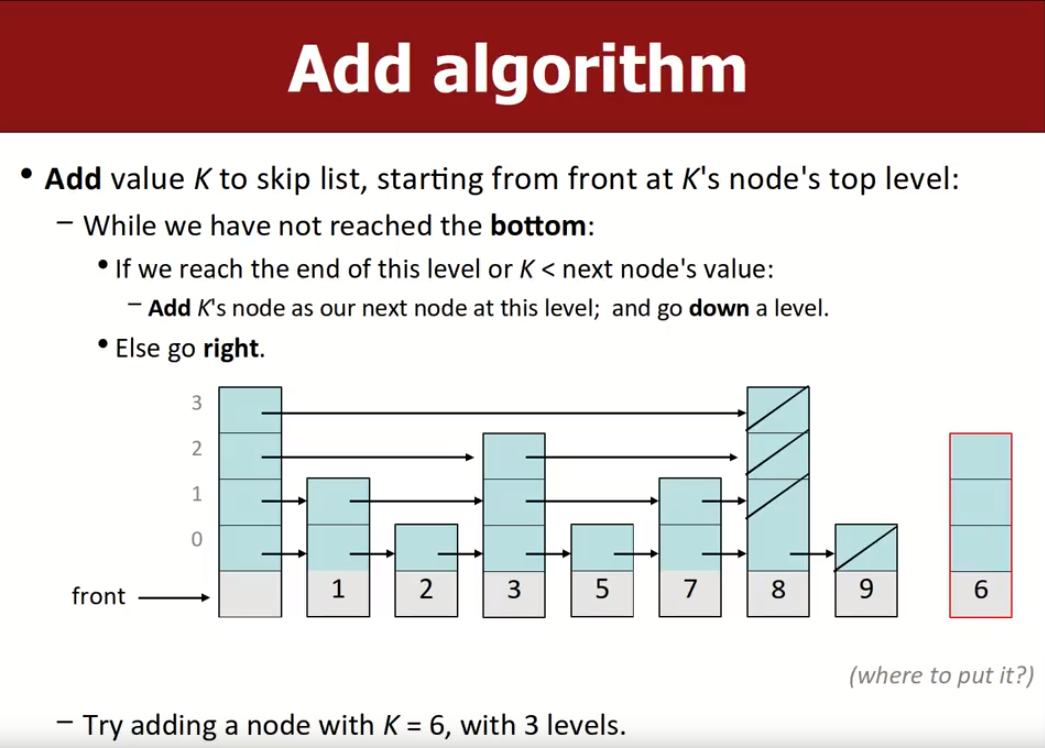 Add algorithm
• Add value K to skip list, starting from front at K's node's top level:
– While we have not reached the bottom:
• If we reach the end of this level or K < next node's value:
– Add K's node as our next node at this level;  and go down a level.
• Else go right.
3
2
1
0
front
1 2 3 5 7 8 9 6
(where to put it?)
– Try adding a node with K = 6, with 3 levels.